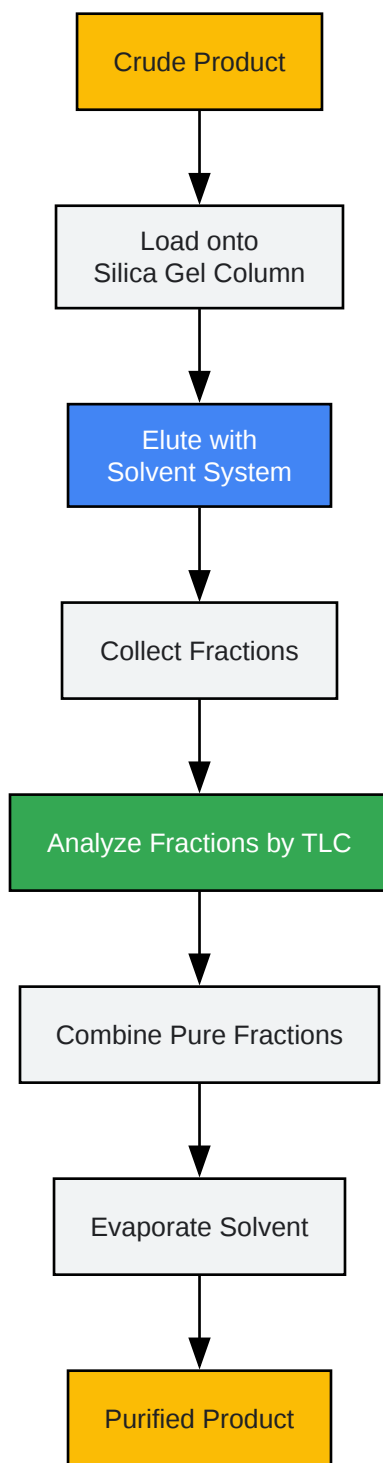 Crude Product
Load onto
Silica Gel Column
Elute with
Solvent System
Collect Fractions
Analyze Fractions by TLC
Combine Pure Fractions
Evaporate Solvent
Purified Product